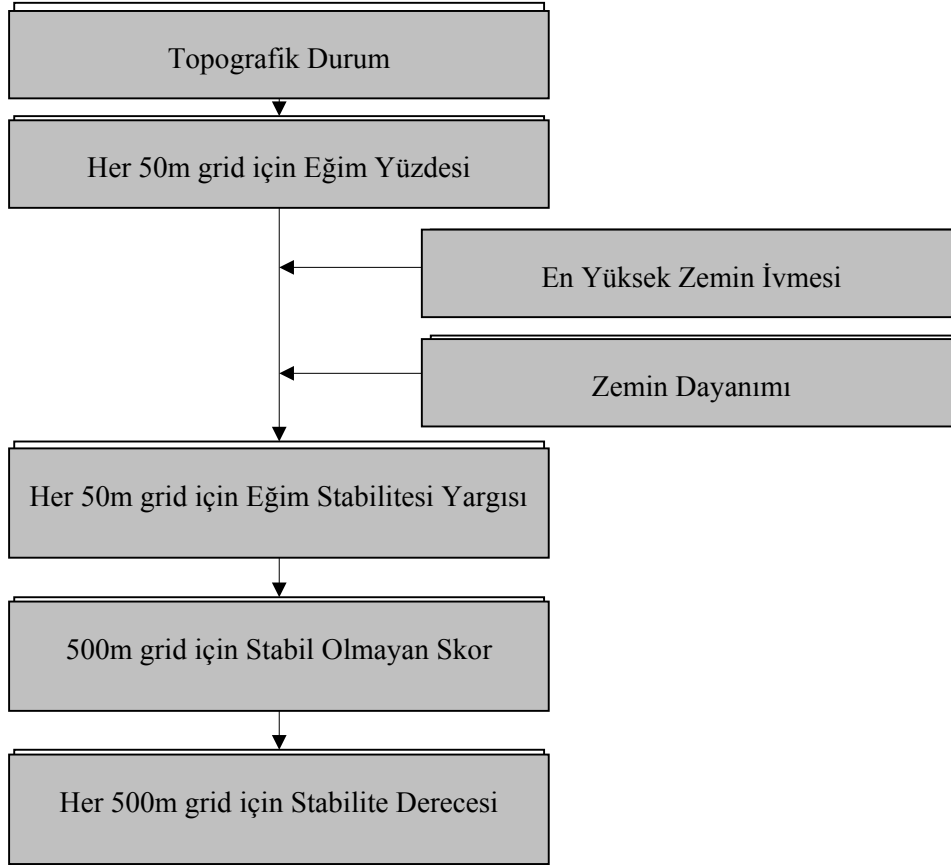 Topografik Durum
Her 50m grid için Eğim Yüzdesi
En Yüksek Zemin İvmesi
Zemin Dayanımı
Her 50m grid için Eğim Stabilitesi Yargısı
500m grid için Stabil Olmayan Skor
Her 500m grid için Stabilite Derecesi